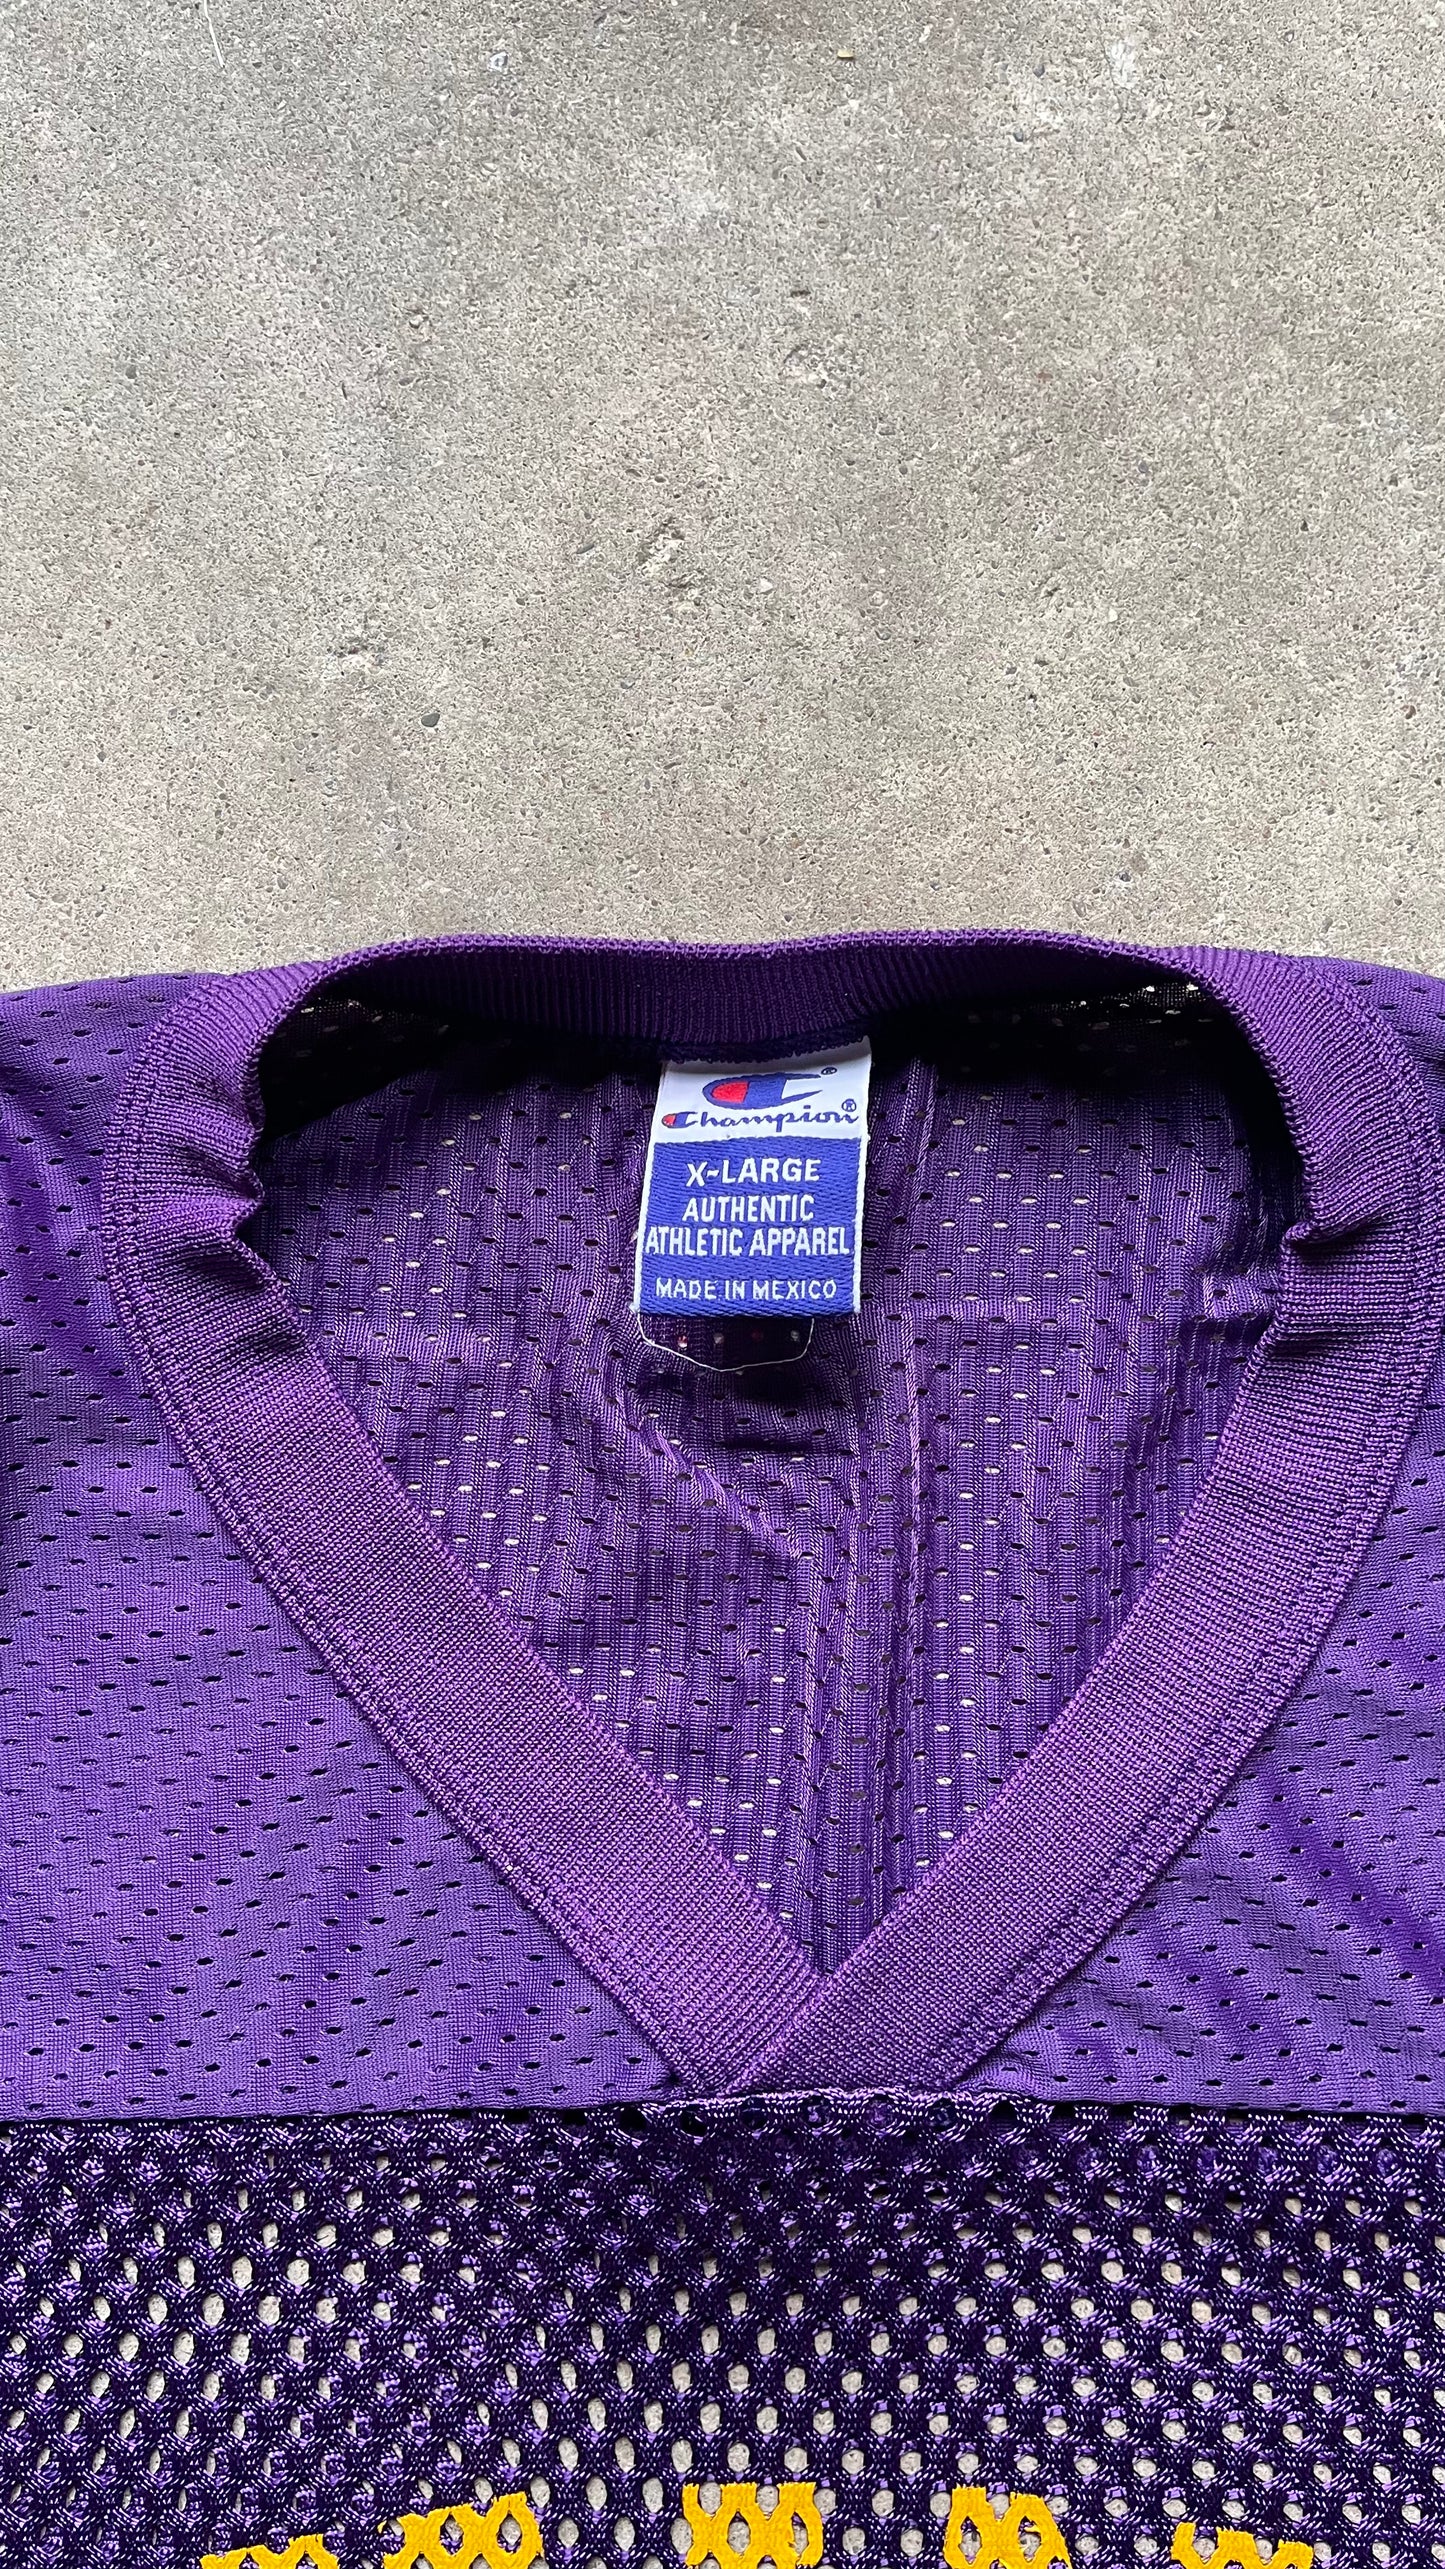 Champion®
X-LARGE
AUTHENTIC
ATHLETIC APPAREL
MADE IN MEXICO